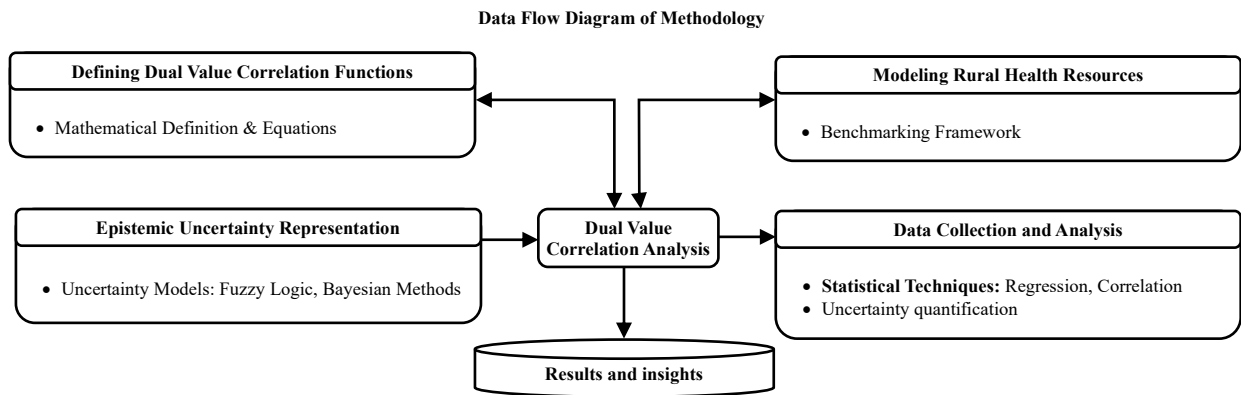 Data Flow Diagram of Methodology
Defining Dual Value Correlation Functions
• Mathematical Definition & Equations
Modeling Rural Health Resources
• Benchmarking Framework
Epistemic Uncertainty Representation
• Uncertainty Models: Fuzzy Logic, Bayesian Methods
Dual Value
Correlation Analysis
Data Collection and Analysis
• Statistical Techniques: Regression, Correlation
• Uncertainty quantification
Results and insights